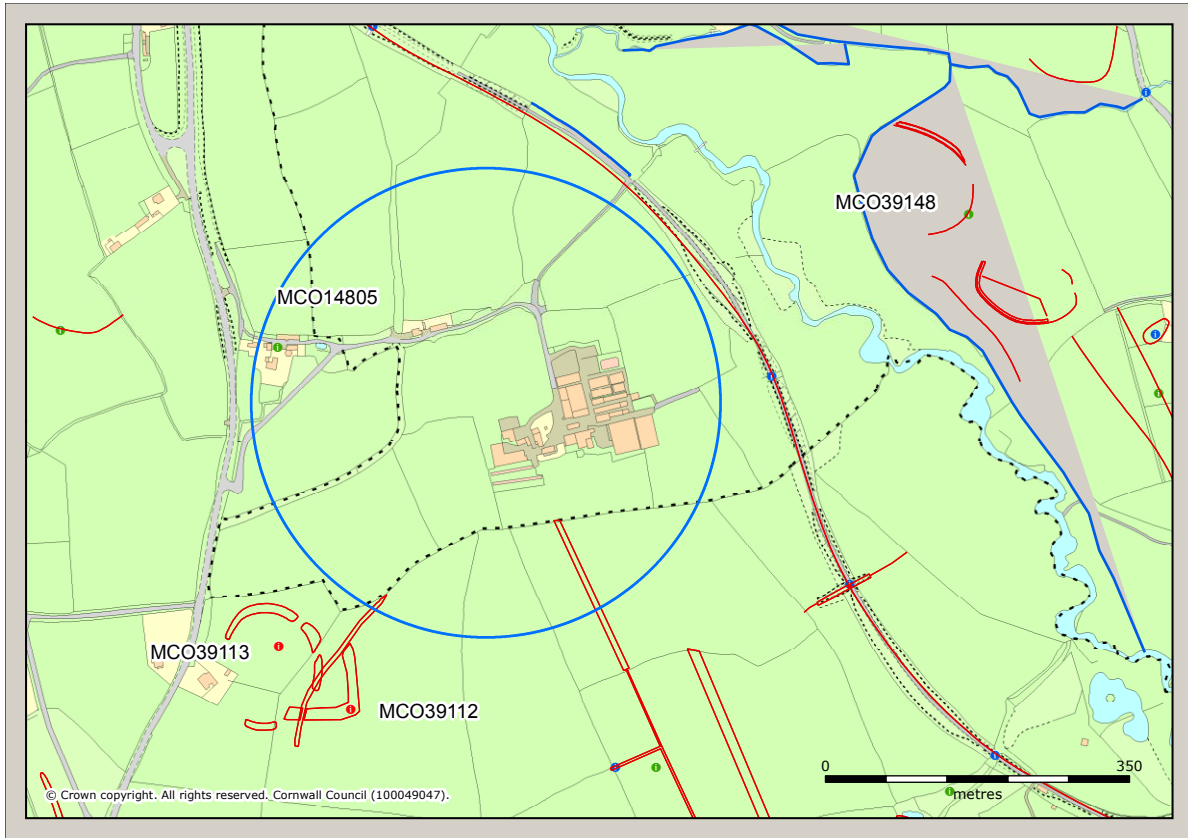 MCO39148
MCO14805
MCO39113
MCO39112
0 350
metres
© Crown copyright. All rights reserved. Cornwall Council (100049047).